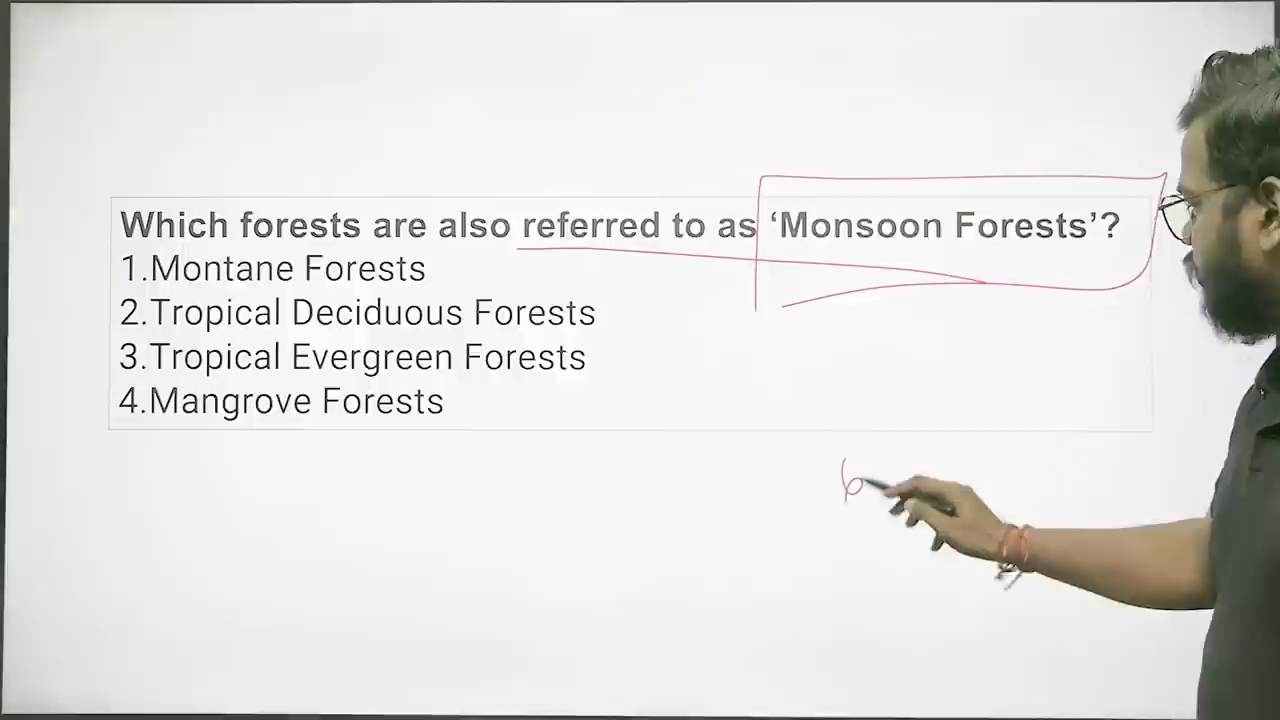 Which forests are also referred to as ‘Monsoon Forests’?
1.Montane Forests
2.Tropical Deciduous Forests
3.Tropical Evergreen Forests
4.Mangrove Forests